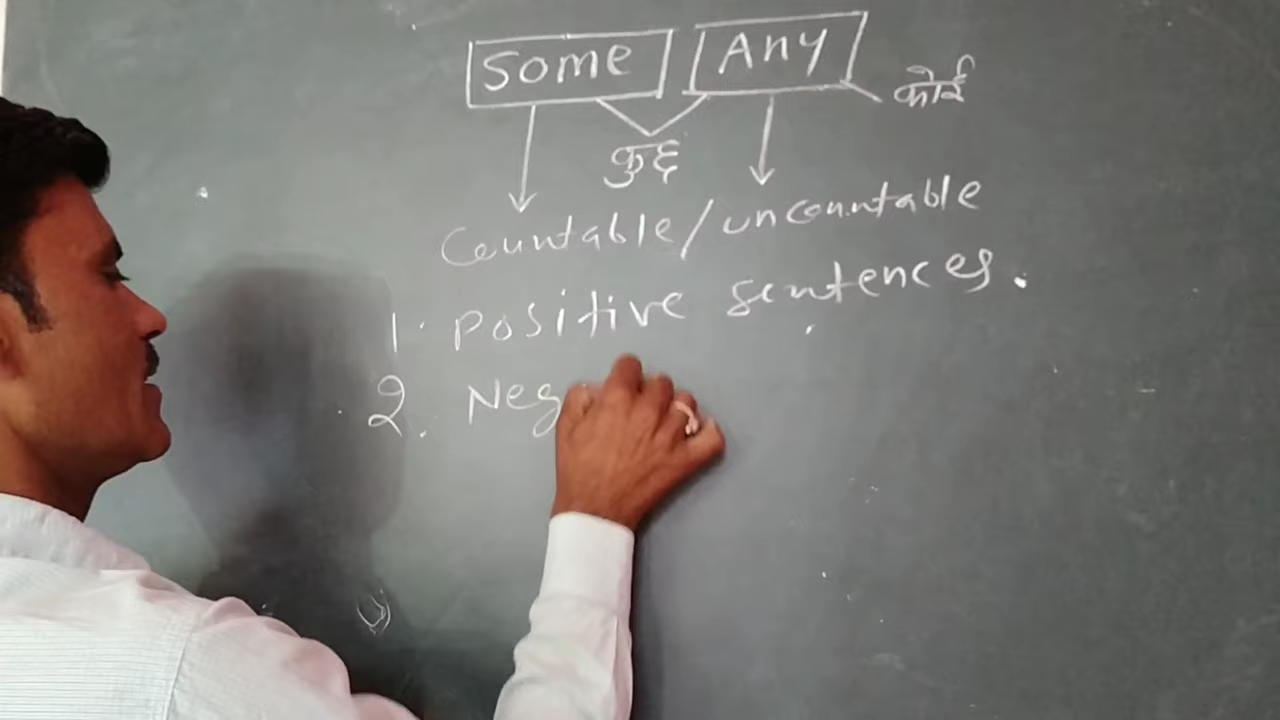 Some Any
कोई
कुछ
Countable/uncountable
1. Positive sentences.
2. Neg